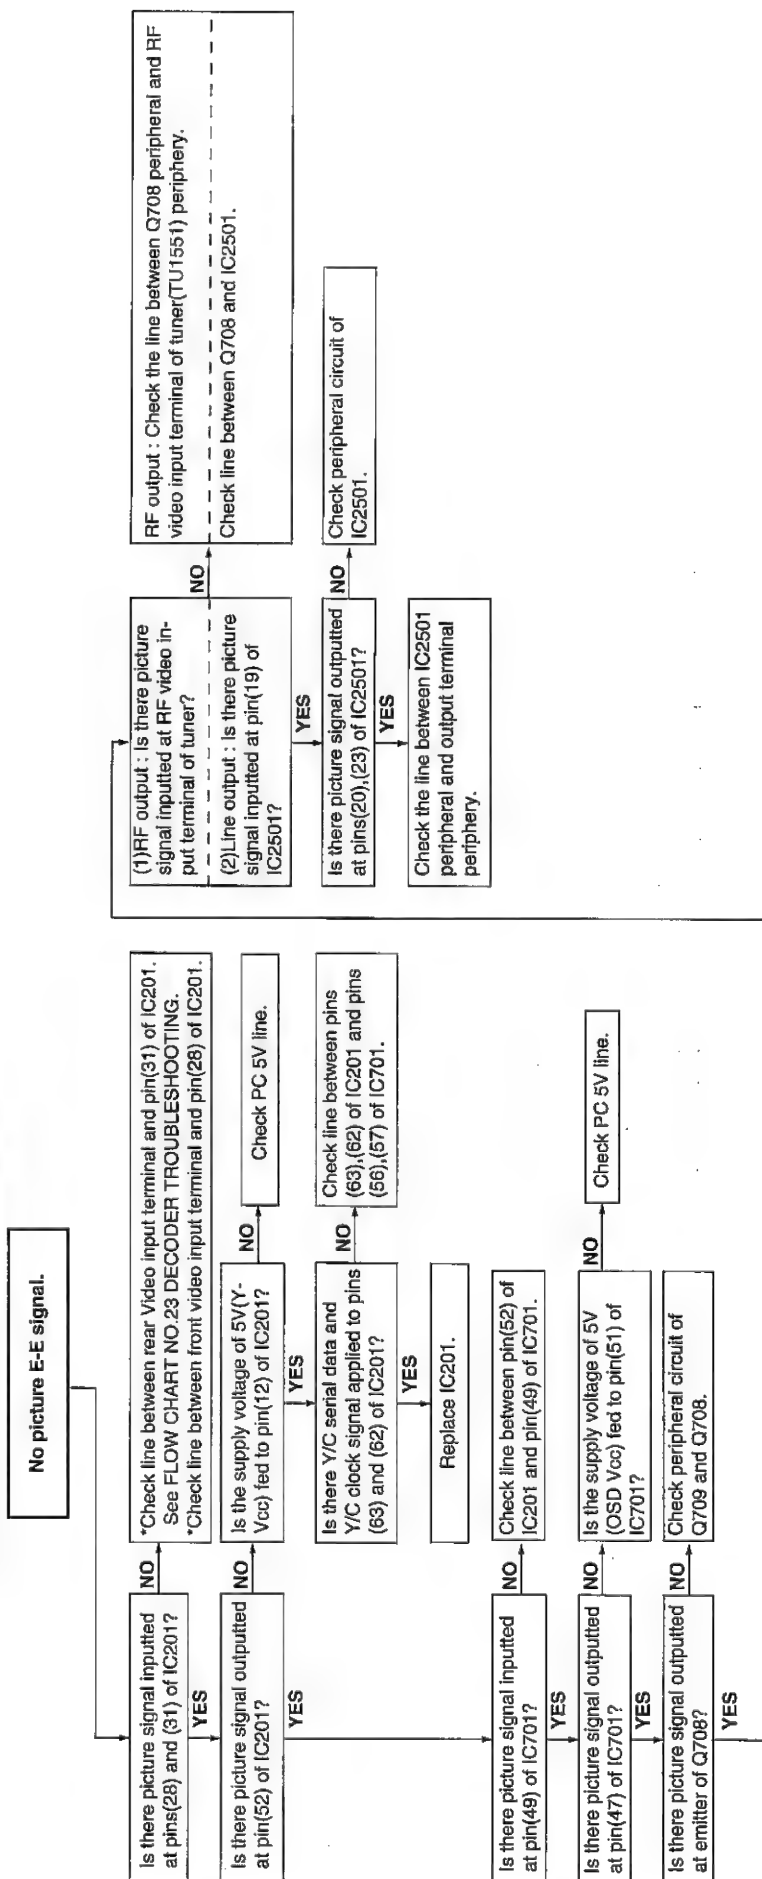 No picture E-E signal.
Is there picture signal inputted
at pins(28) and (31) of IC201?
NO
*Check line between rear Video input terminal and pin(31) of IC201.
See FLOW CHART NO.23 DECODER TROUBLESHOOTING.
*Check line between front video input terminal and pin(28) of IC201.
YES
Is there picture signal outputted
at pin(52) of IC201?
NO
Is the supply voltage of 5V(Y-
Vcc) fed to pin(12) of IC201?
NO
Check PC 5V line.
YES
Is there Y/C serial data and
Y/C clock signal applied to pins
(63) and (62) of IC201?
NO
Check line between pins
(63),(62) of IC201 and pins
(56),(57) of IC701.
YES
Replace IC201.
YES
Is there picture signal inputted
at pin(49) of IC701?
NO
Check line between pin(52) of
IC201 and pin(49) of IC701.
YES
Is there picture signal outputted
at pin(47) of IC701?
NO
Is the supply voltage of 5V
(OSD Vcc) fed to pin(51) of
IC701?
NO
Check PC 5V line.
YES
Is there picture signal outputted
at emitter of Q708?
NO
Check peripheral circuit of
Q709 and Q708.
YES
(1)RF output : Is there picture
signal inputted at RF video in-
put terminal of tuner?
(2)Line output : Is there picture
signal inputted at pin(19) of
IC2501?
NO
RF output : Check the line between Q708 peripheral and RF
video input terminal of tuner(TU1551) periphery.
Check line between Q708 and IC2501.
YES
Is there picture signal outputted
at pins(20),(23) of IC2501?
NO
Check peripheral circuit of
IC2501.
YES
Check the line between IC2501
peripheral and output terminal
periphery.